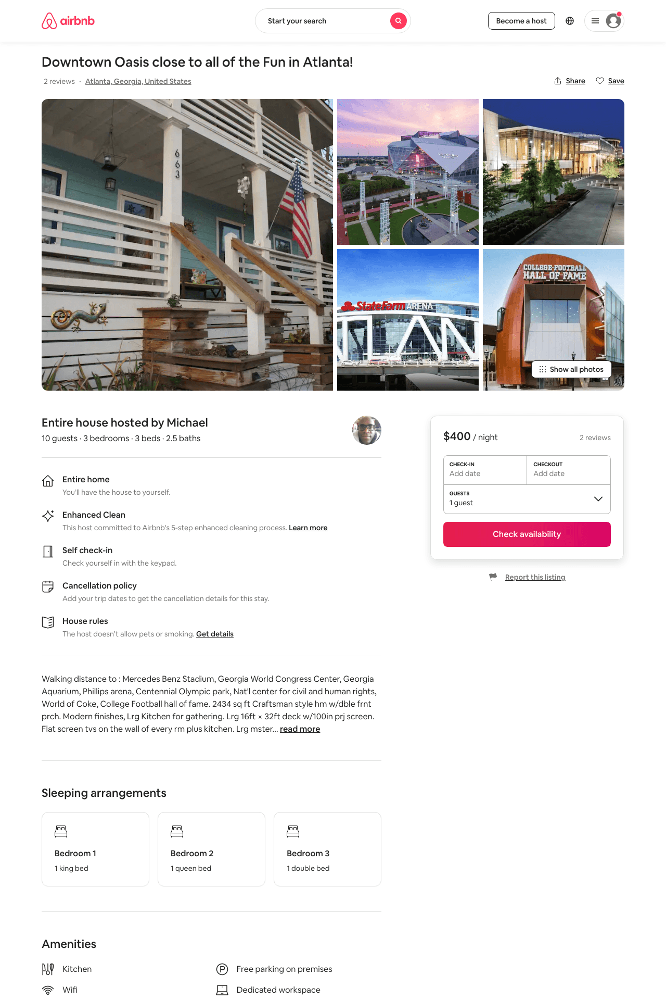 airbnb
Start your search
Become a host
Downtown Oasis close to all of the Fun in Atlanta!
2 reviews · Atlanta, Georgia, United States
Share
Save
663
Mercedes-Benz
StateFarm ARENA
ATLANTA
COLLEGE FOOTBALL
HALL OF FAME
Show all photos
Entire house hosted by Michael
10 guests · 3 bedrooms · 3 beds · 2.5 baths
$400 / night
2 reviews
CHECK-IN
Add date
CHECKOUT
Add date
GUESTS
1 guest
Check availability
Report this listing
Entire home
You’ll have the house to yourself.
Enhanced Clean
This host committed to Airbnb's 5-step enhanced cleaning process. Learn more
Self check-in
Check yourself in with the keypad.
Cancellation policy
Add your trip dates to get the cancellation details for this stay.
House rules
The host doesn’t allow pets or smoking. Get details
Walking distance to : Mercedes Benz Stadium, Georgia World Congress Center, Georgia
Aquarium, Phillips arena, Centennial Olympic park, Nat'l center for civil and human rights,
World of Coke, College Football hall of fame. 2434 sq ft Craftsman style hm w/dble frnt
prch. Modern finishes, Lrg Kitchen for gathering. Lrg 16ft × 32ft deck w/100in prj screen.
Flat screen tvs on the wall of every rm plus kitchen. Lrg mster... read more
Sleeping arrangements
Bedroom 1
1 king bed
Bedroom 2
1 queen bed
Bedroom 3
1 double bed
Amenities
Kitchen
Free parking on premises
Wifi
Dedicated workspace